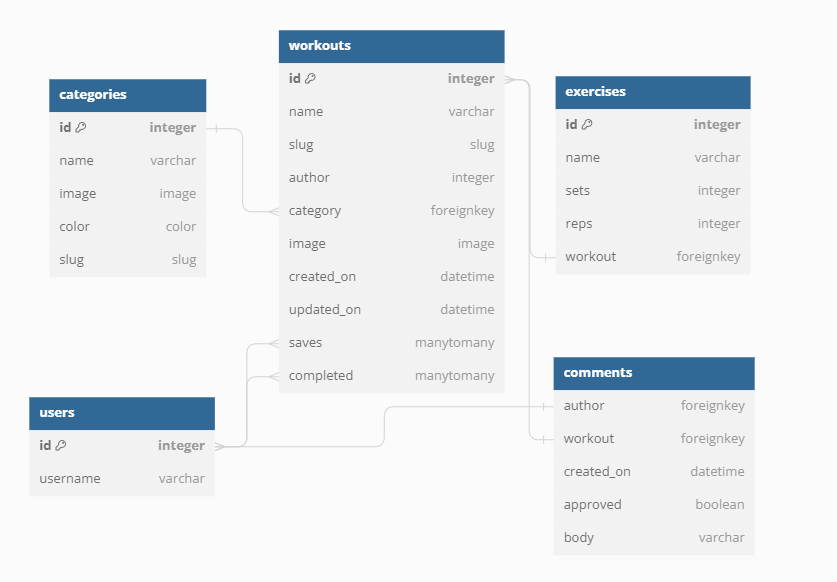 workouts
id integer
name varchar
slug slug
author integer
category foreignkey
image image
created_on datetime
updated_on datetime
saves manytomany
completed manytomany
categories
id integer
name varchar
image image
color color
slug slug
exercises
id integer
name varchar
sets integer
reps integer
workout foreignkey
users
id integer
username varchar
comments
author foreignkey
workout foreignkey
created_on datetime
approved boolean
body varchar